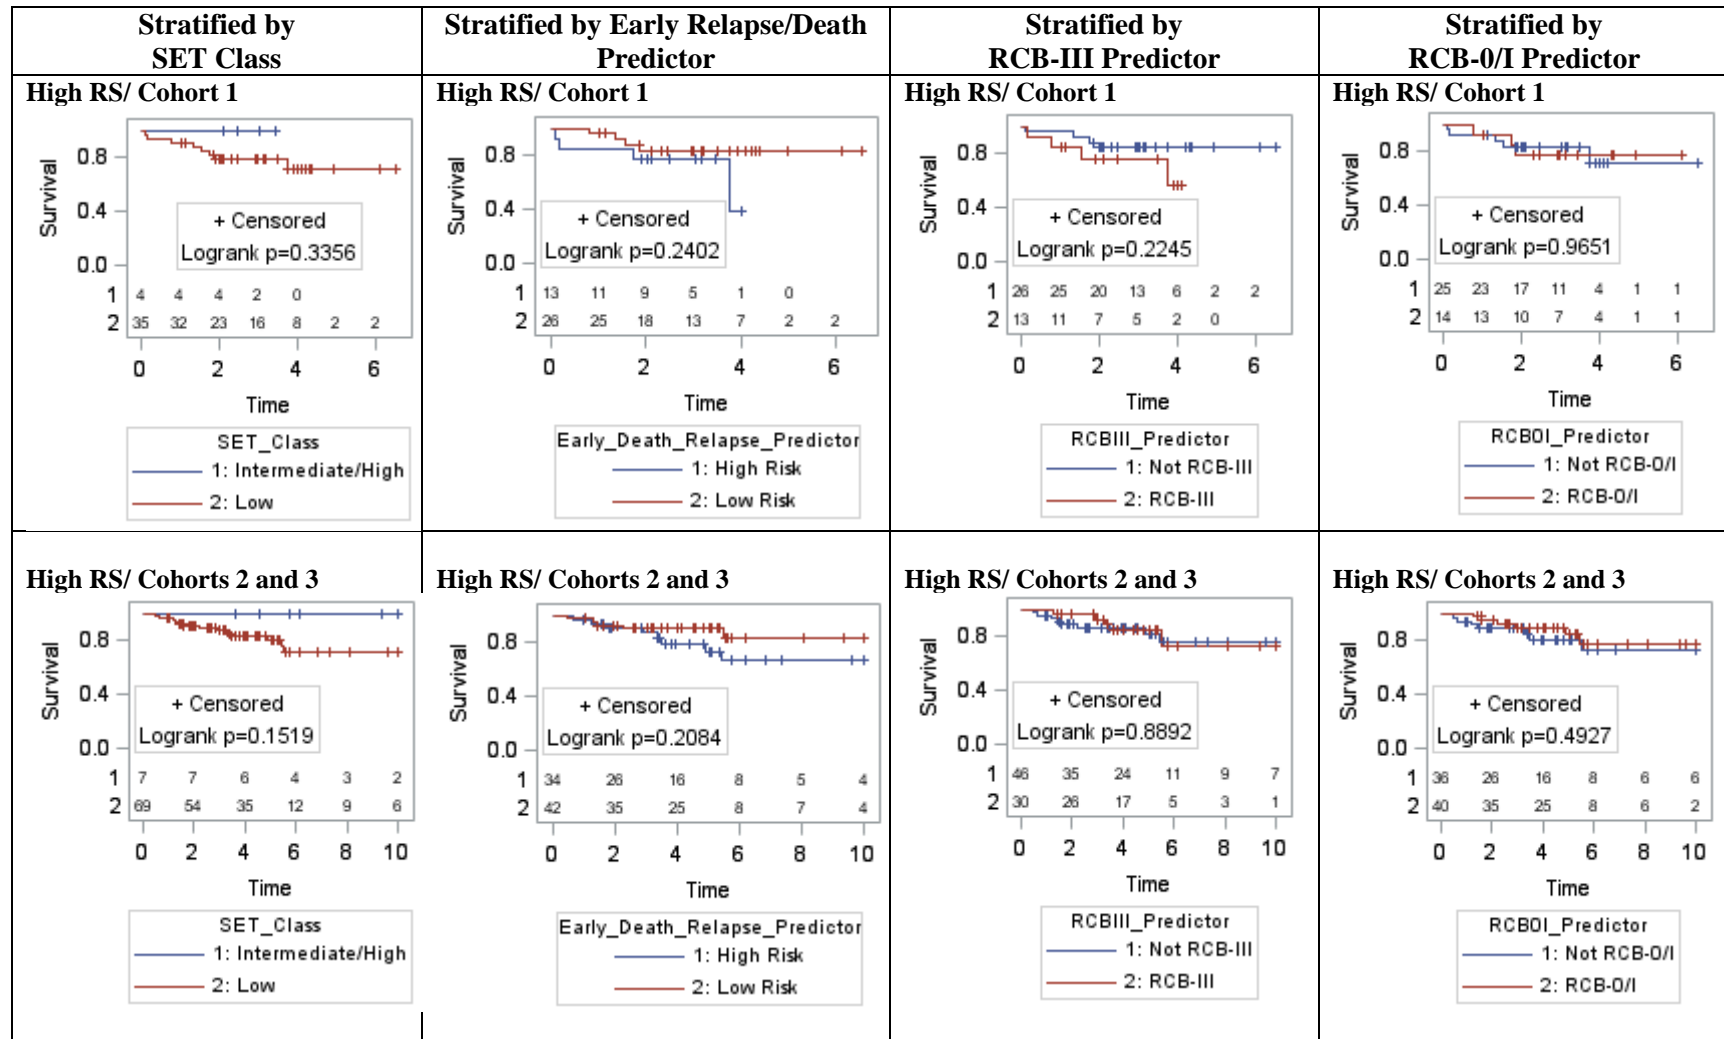 Stratified by
SET Class
Stratified by Early Relapse/Death
Predictor
Stratified by
RCB-III Predictor
Stratified by
RCB-0/I Predictor
High RS/ Cohort 1
Survival
0.8
0.4
0.0
+ Censored
Logrank p=0.3356
1 4 4 4 2 0
2 35 32 23 16 8 2 2
0 2 4 6
Time
SET_Class
1: Intermediate/High
2: Low
High RS/ Cohort 1
Survival
0.8
0.4
0.0
+ Censored
Logrank p=0.2402
1 13 11 9 5 1 0
2 26 25 18 13 7 2 2
0 2 4 6
Time
Early_Death_Relapse_Predictor
1: High Risk
2: Low Risk
High RS/ Cohort 1
Survival
0.8
0.4
0.0
+ Censored
Logrank p=0.2245
1 26 25 20 13 6 2 2
2 13 11 7 5 2 0
0 2 4 6
Time
RCBIII_Predictor
1: Not RCB-III
2: RCB-III
High RS/ Cohort 1
Survival
0.8
0.4
0.0
+ Censored
Logrank p=0.9651
1 25 23 17 11 4 1 1
2 14 13 10 7 4 1 1
0 2 4 6
Time
RCB0I_Predictor
1: Not RCB-0/I
2: RCB-0/I
High RS/ Cohorts 2 and 3
Survival
0.8
0.4
0.0
+ Censored
Logrank p=0.1519
1 7 7 6 4 3 2
2 69 54 35 12 9 6
0 2 4 6 8 10
Time
SET_Class
1: Intermediate/High
2: Low
High RS/ Cohorts 2 and 3
Survival
0.8
0.4
0.0
+ Censored
Logrank p=0.2084
1 34 26 16 8 5 4
2 42 35 25 8 7 4
0 2 4 6 8 10
Time
Early_Death_Relapse_Predictor
1: High Risk
2: Low Risk
High RS/ Cohorts 2 and 3
Survival
0.8
0.4
0.0
+ Censored
Logrank p=0.8892
1 46 35 24 11 9 7
2 30 26 17 5 3 1
0 2 4 6 8 10
Time
RCBIII_Predictor
1: Not RCB-III
2: RCB-III
High RS/ Cohorts 2 and 3
Survival
0.8
0.4
0.0
+ Censored
Logrank p=0.4927
1 36 26 16 8 6 6
2 40 35 25 8 6 2
0 2 4 6 8 10
Time
RCB0I_Predictor
1: Not RCB-0/I
2: RCB-0/I